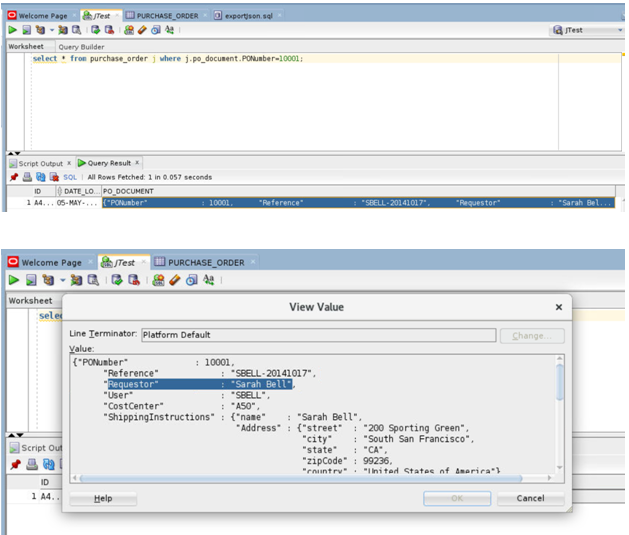 Welcome Page JTest PURCHASE_ORDER exportjson.sql
JTest
Worksheet Query Builder
select * from purchase_order j where j.po_document.PONumber=10001;
Script Output x Query Result x
SQL | All Rows Fetched: 1 in 0.057 seconds
ID DATE_LO... PO_DOCUMENT
1 A4... 05-MAY-... {"PONumber" : 10001, "Reference" : "SBELL-20141017", "Requestor" : "Sarah Bel...
Welcome Page JTest PURCHASE_ORDER
Worksheet
selec
View Value
Line Terminator: Platform Default Change...
Value:
{"PONumber" : 10001,
"Reference" : "SBELL-20141017",
"Requestor" : "Sarah Bell",
"User" : "SBELL",
"CostCenter" : "A50",
"ShippingInstructions" : {"name" : "Sarah Bell",
"Address" : {"street" : "200 Sporting Green",
"city" : "South San Francisco",
"state" : "CA",
"zipCode" : 99236,
"country" : "United States of America"}
Script Out
ID
1 A4..
Help OK Cancel